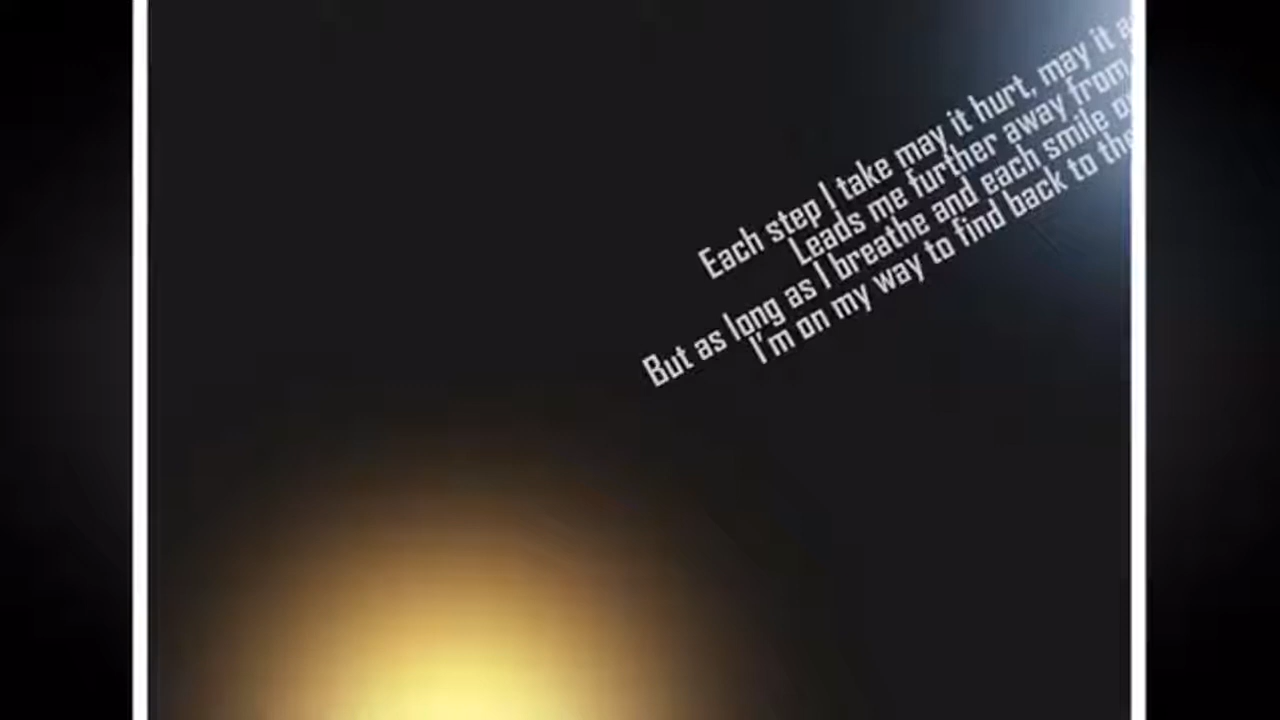 Each step I take may it hurt, may it
Leads me further away from
But as long as I breathe and each smile
I'm on my way to find back to the